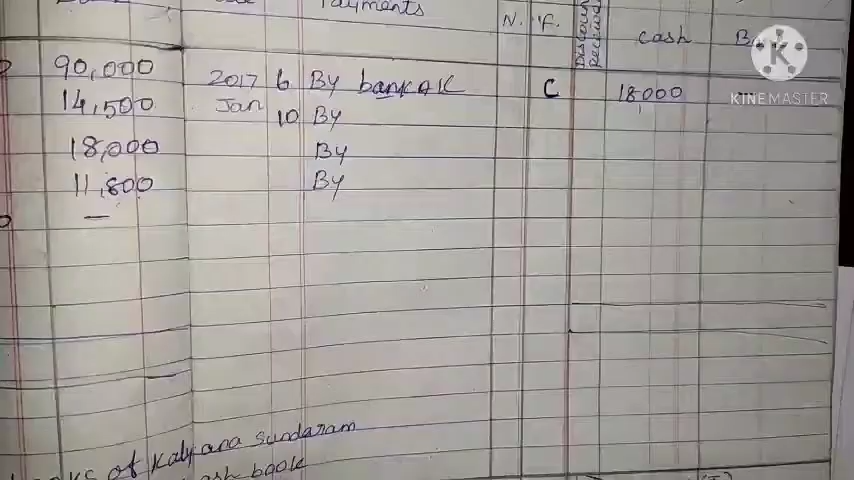 Payments
N. F. Discount Received cash
90,000 2017 6 By bank a/c C 18000
14,500 Jan 10 By
18,000 By
11,800 By
—
KINEMASTER
of Kalyana Sundaram
book